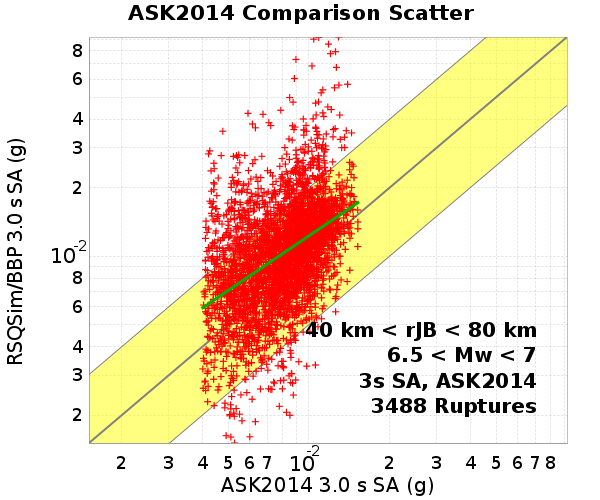 ASK2014 Comparison Scatter
RSQSim/BBP 3.0 s SA (g)
8
6
4
3
2
10-2
8
6
4
3
2
40 km < rJB < 80 km
6.5 < Mw < 7
3s SA, ASK2014
3488 Ruptures
2 3 4 5 6 7 10-2 2 3 4 5 6 7 8
ASK2014 3.0 s SA (g)